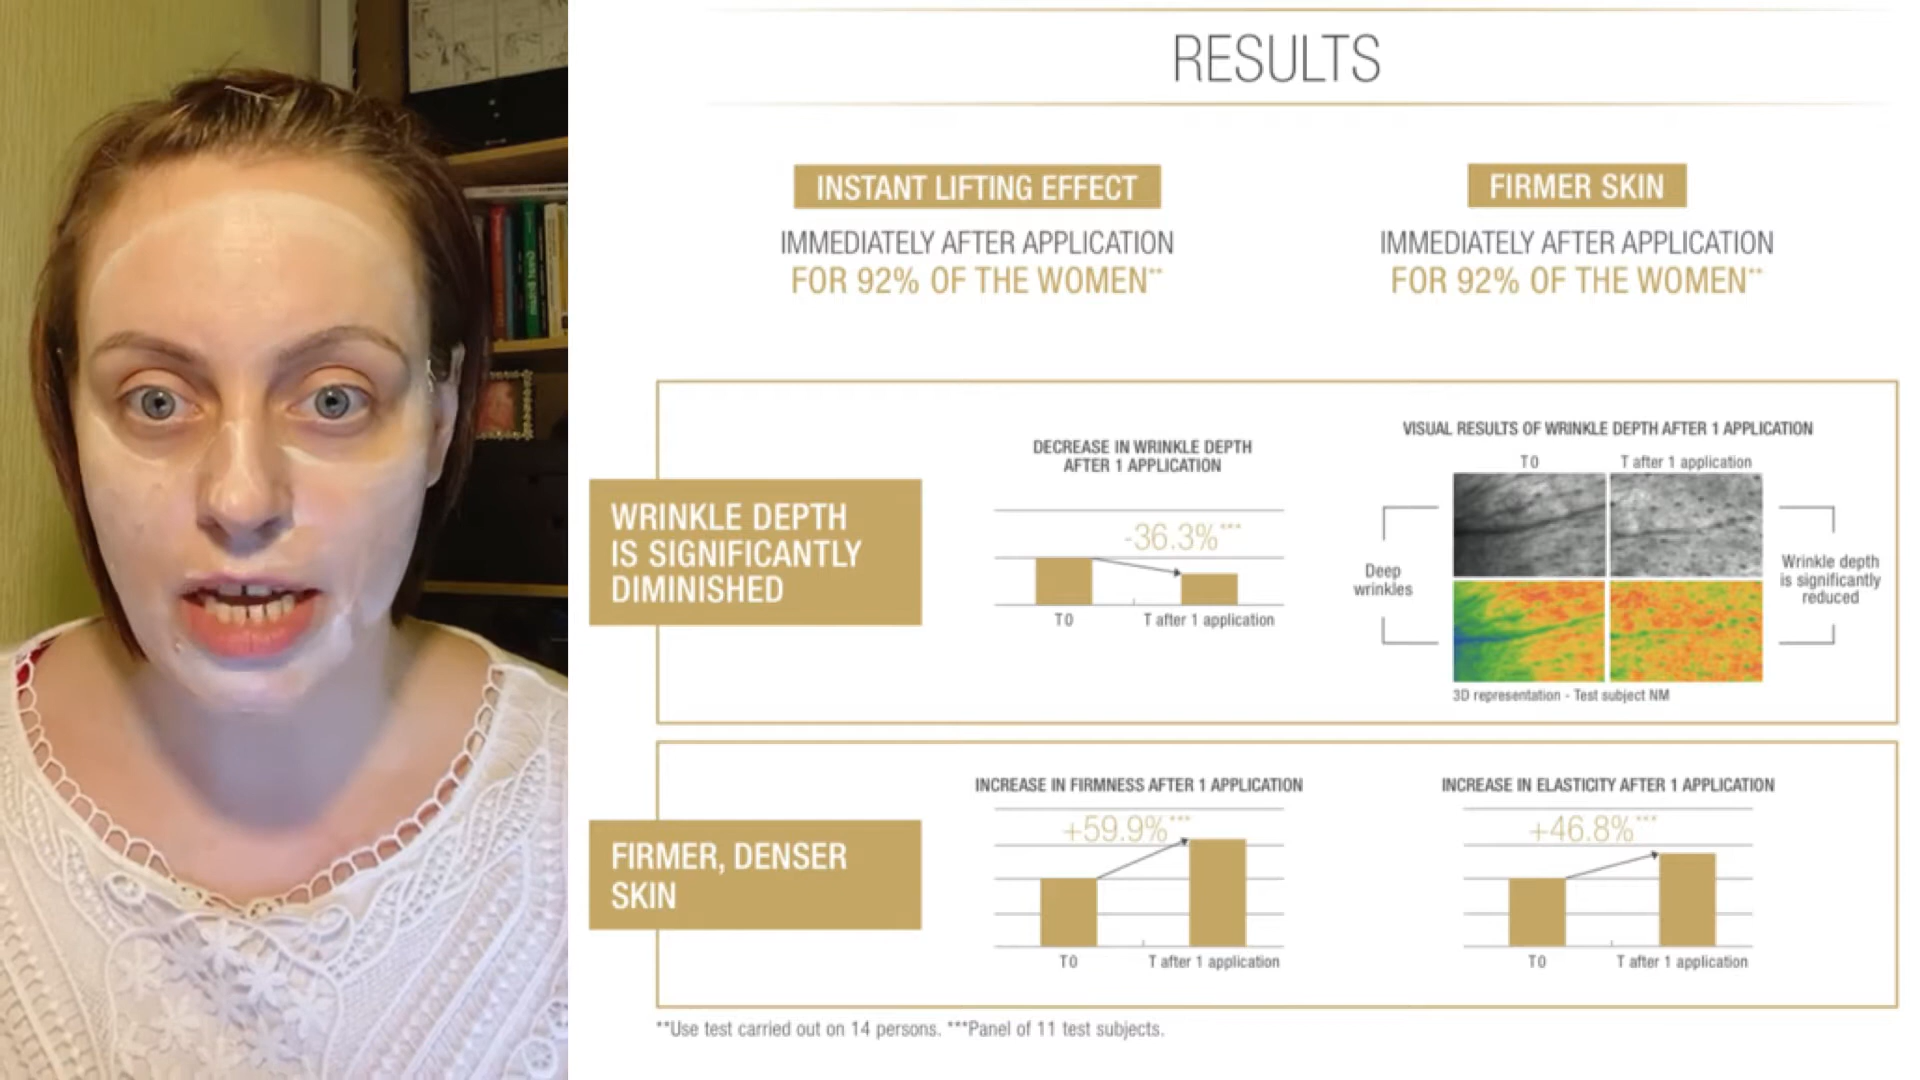 RESULTS
INSTANT LIFTING EFFECT
IMMEDIATELY AFTER APPLICATION
FOR 92% OF THE WOMEN**
FIRMER SKIN
IMMEDIATELY AFTER APPLICATION
FOR 92% OF THE WOMEN**
WRINKLE DEPTH
IS SIGNIFICANTLY
DIMINISHED
DECREASE IN WRINKLE DEPTH
AFTER 1 APPLICATION
-36.3%***
T0
T after 1 application
VISUAL RESULTS OF WRINKLE DEPTH AFTER 1 APPLICATION
T0
T after 1 application
Deep
wrinkles
Wrinkle depth
is significantly
reduced
3D representation - Test subject NM
FIRMER, DENSER
SKIN
INCREASE IN FIRMNESS AFTER 1 APPLICATION
+59.9%***
T0
T after 1 application
INCREASE IN ELASTICITY AFTER 1 APPLICATION
+46.8%***
T0
T after 1 application
**Use test carried out on 14 persons. ***Panel of 11 test subjects.